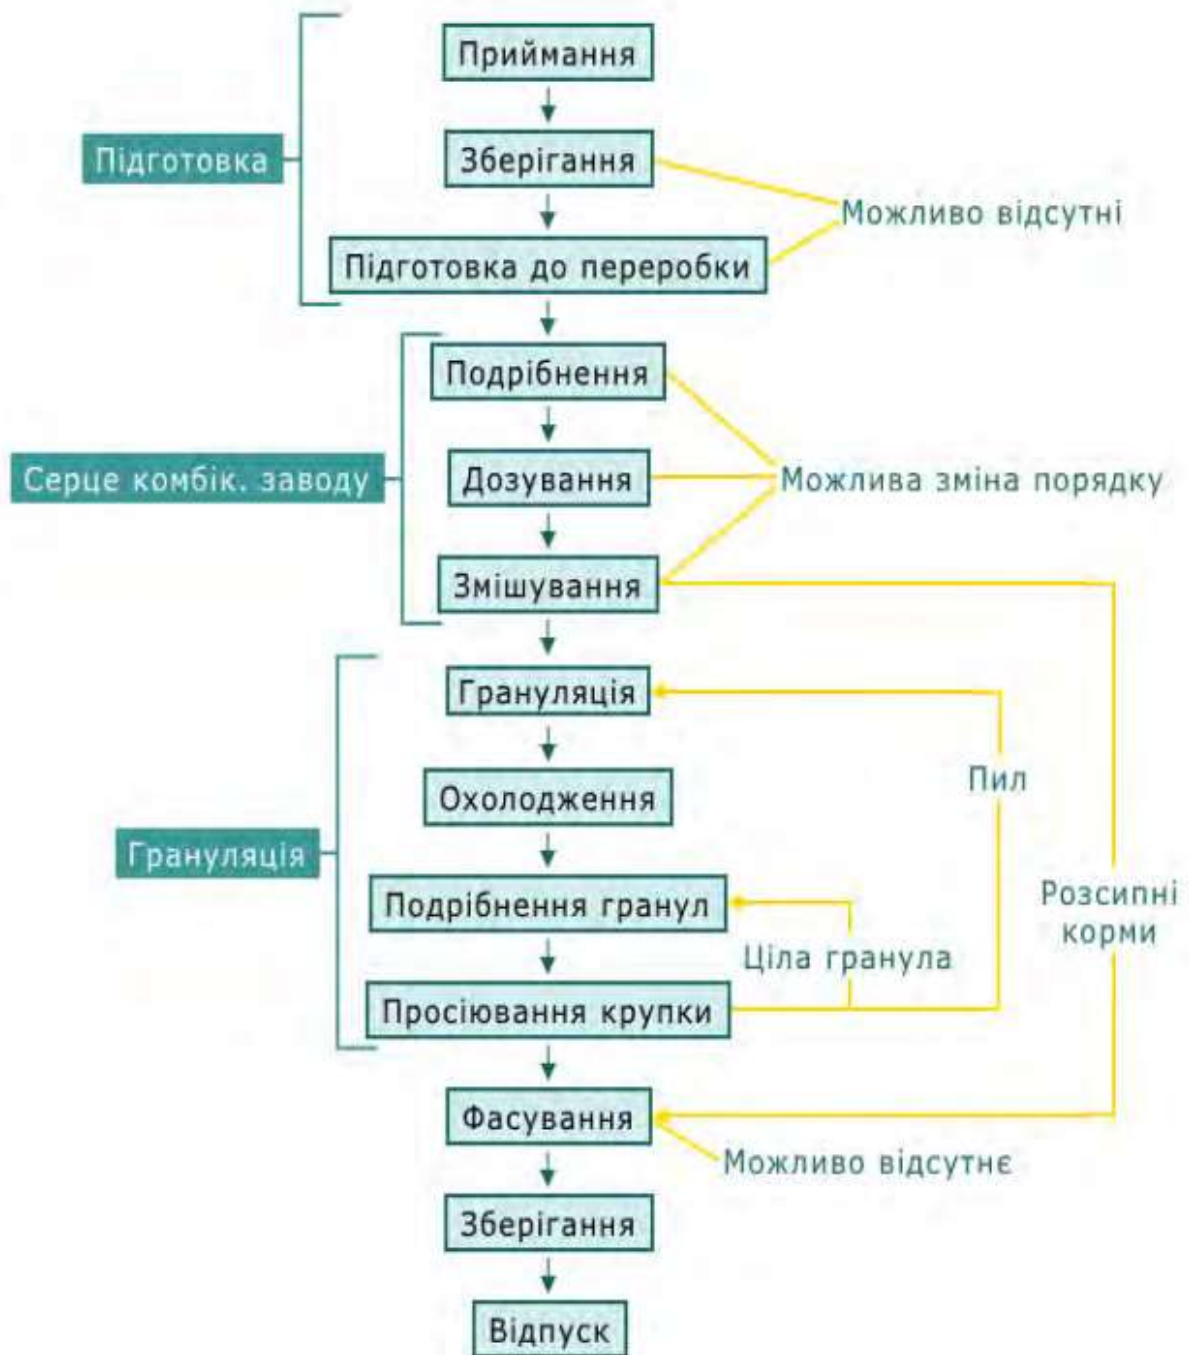 Приймання
Підготовка
Зберігання
Можливо відсутні
Підготовка до переробки
Подрібнення
Серце комбік. заводу
Дозування
Можлива зміна порядку
Змішування
Грануляція
Пил
Охолодження
Грануляція
Подрібнення гранул
Розсипні
корми
Ціла гранула
Просіювання крупки
Фасування
Можливо відсутнє
Зберігання
Відпуск